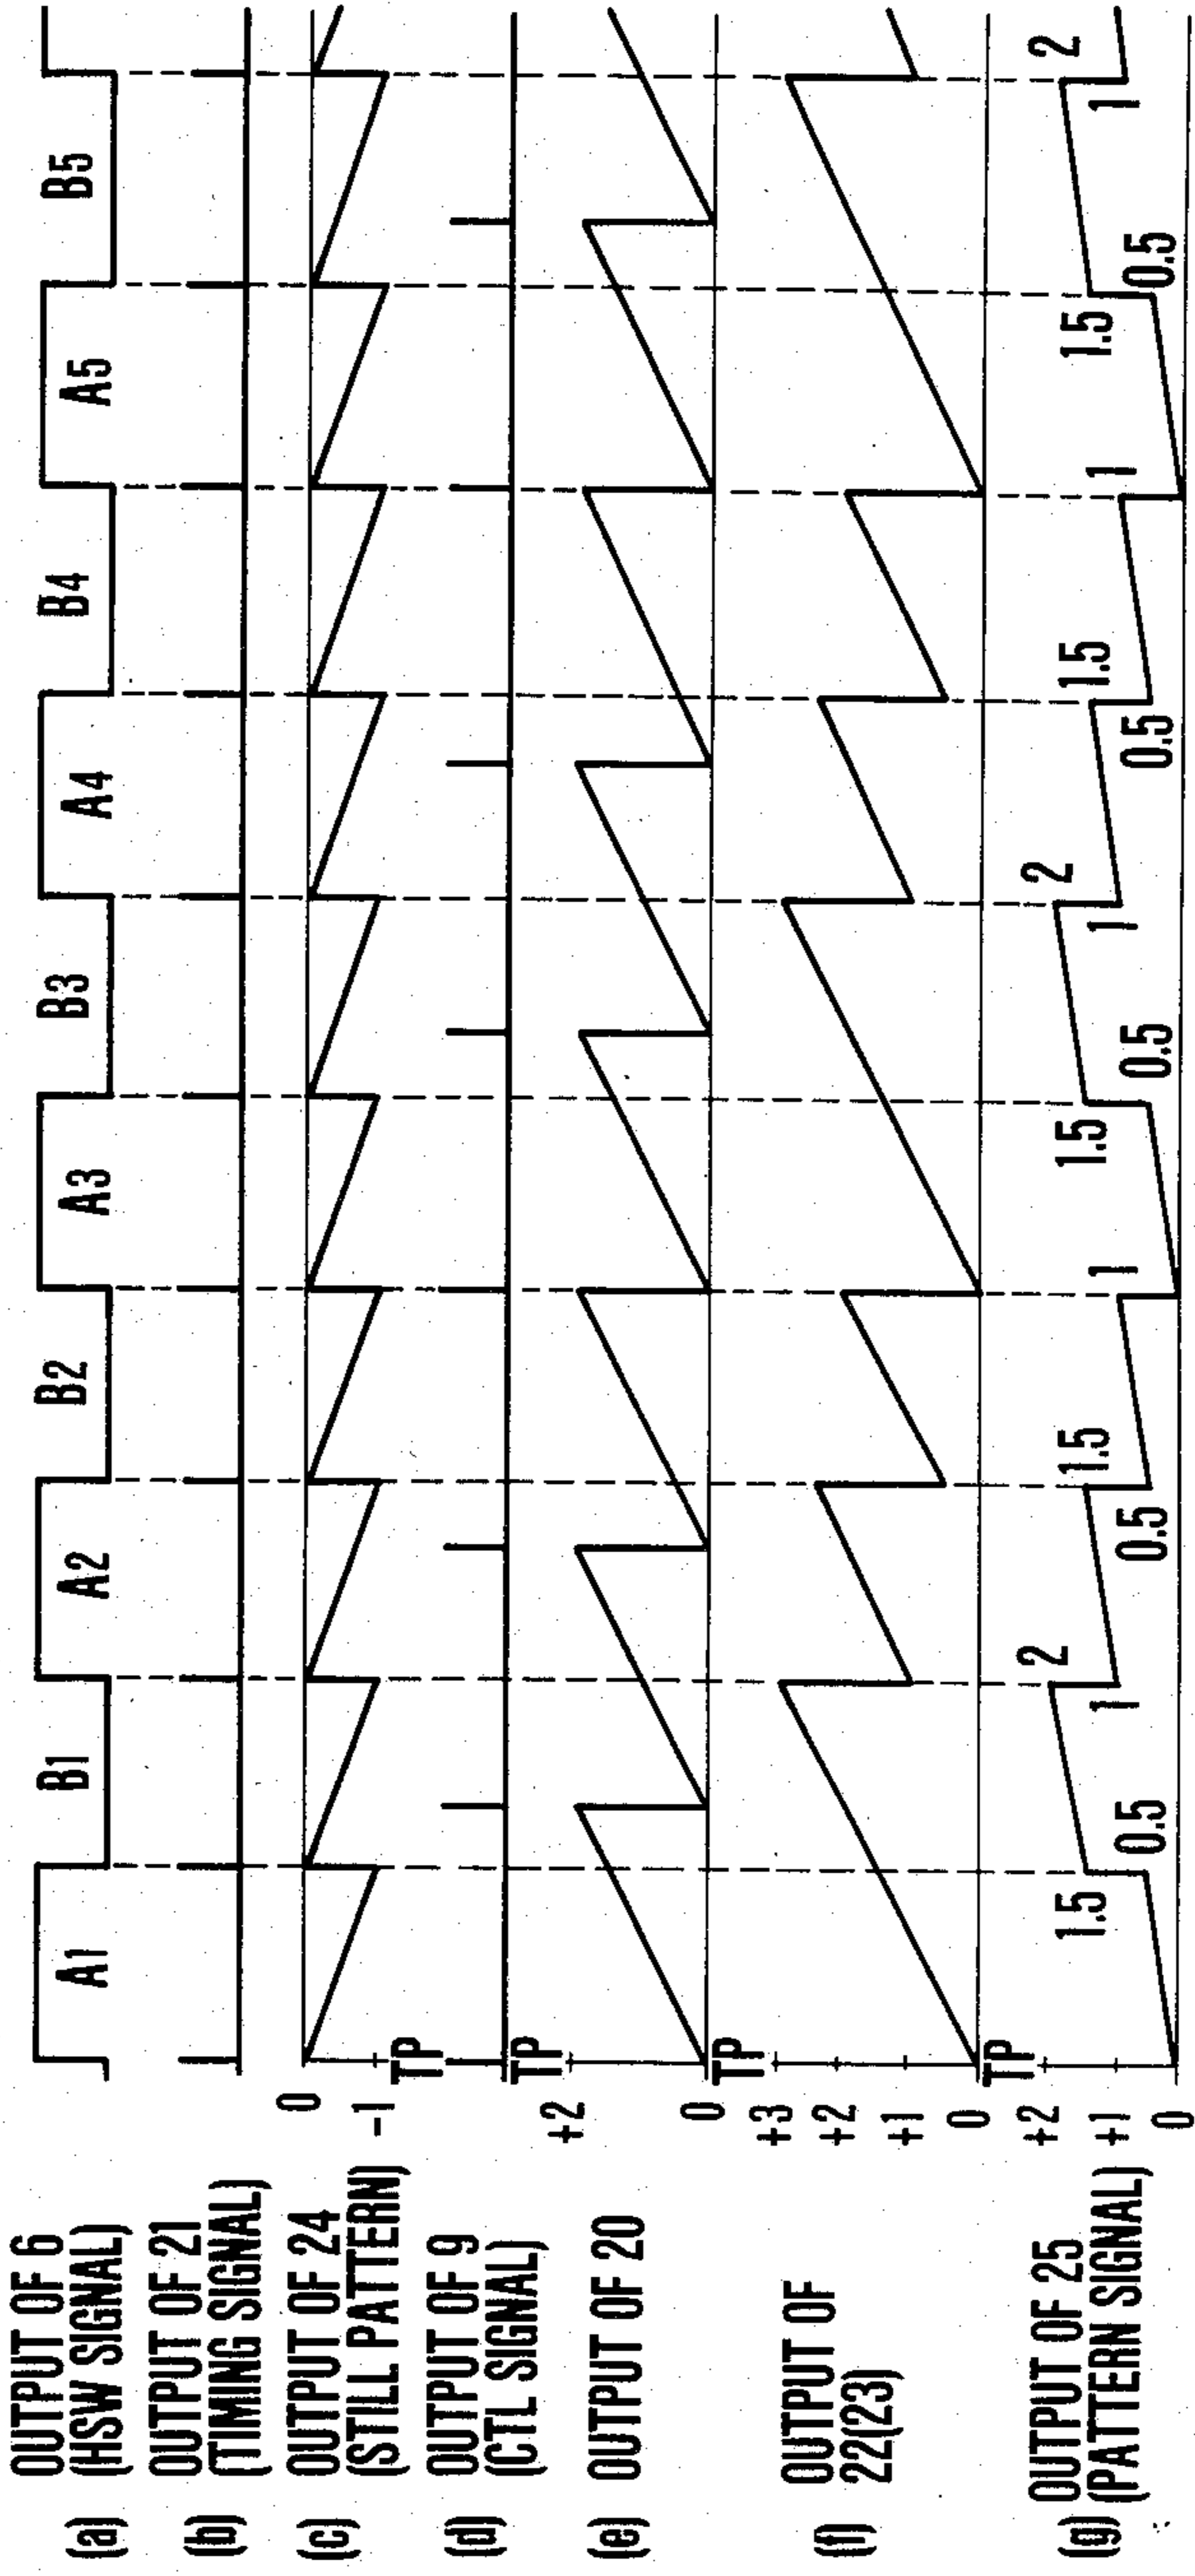 (a) OUTPUT OF 6
(HSW SIGNAL)
A1 B1 A2 B2 A3 B3 A4 B4 A5 B5
(b) OUTPUT OF 21
(TIMING SIGNAL)
(c) OUTPUT OF 24
(STILL PATTERN)
0
-1
TP
(d) OUTPUT OF 9
(CTL SIGNAL)
TP
(e) OUTPUT OF 20
+2
0
TP
(f) OUTPUT OF
22(23)
+3
+2
+1
0
TP
(g) OUTPUT OF 25
(PATTERN SIGNAL)
+2
+1
0
1.5 0.5 2 1 0.5 1.5 1 1.5 0.5 2 1 0.5 1.5 1 1.5 0.5 2 1